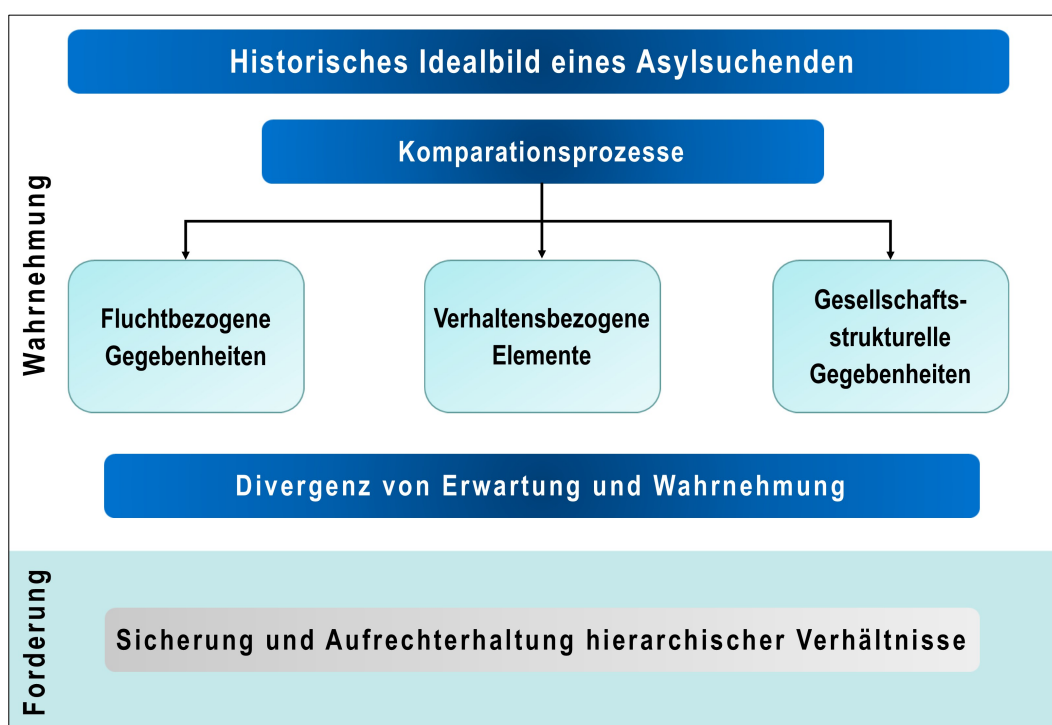 Historisches Idealbild eines Asylsuchenden
Komparationsprozesse
Wahrnehmung
Fluchtbezogene
Gegebenheiten
Verhaltensbezogene
Elemente
Gesellschafts-
strukturelle
Gegebenheiten
Divergenz von Erwartung und Wahrnehmung
Forderung
Sicherung und Aufrechterhaltung hierarchischer Verhältnisse